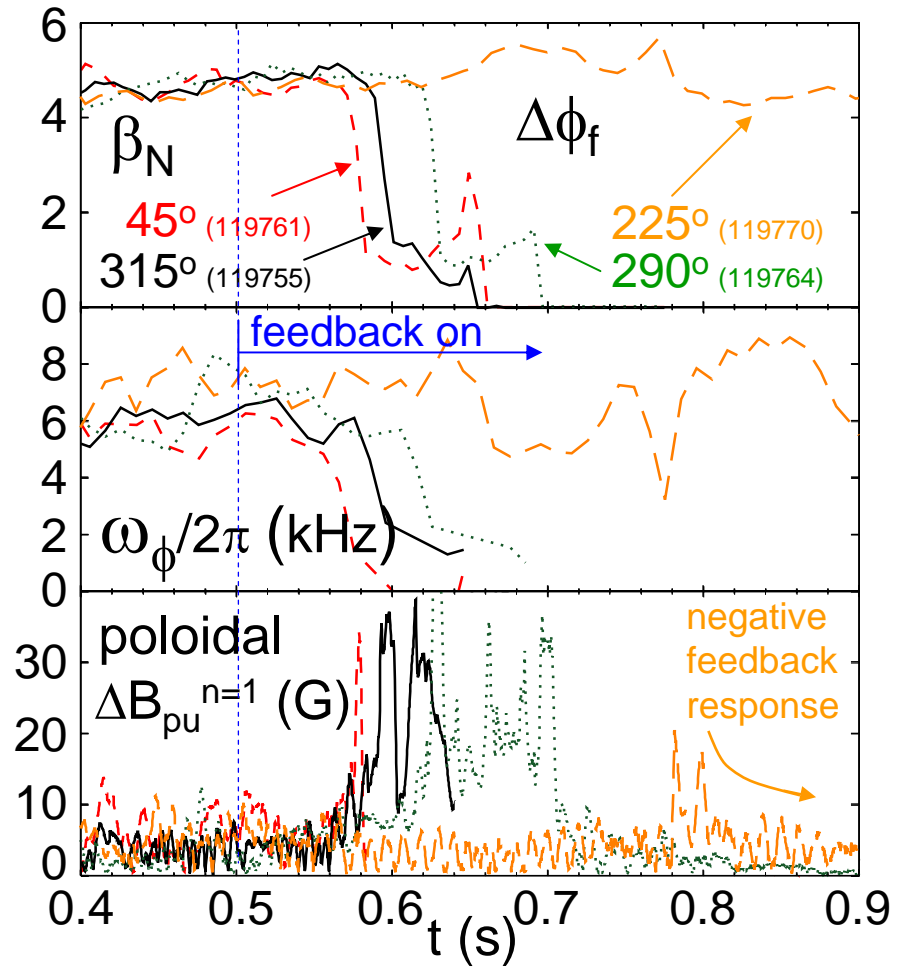 6
4
2
0
β_N
Δϕ_f
45° (119761)
315° (119755)
225° (119770)
290° (119764)
8
6
4
2
0
feedback on
ω_ϕ/2π (kHz)
30
20
10
0
poloidal
ΔB_pu^n=1 (G)
negative
feedback
response
0.4 0.5 0.6 0.7 0.8 0.9
t (s)